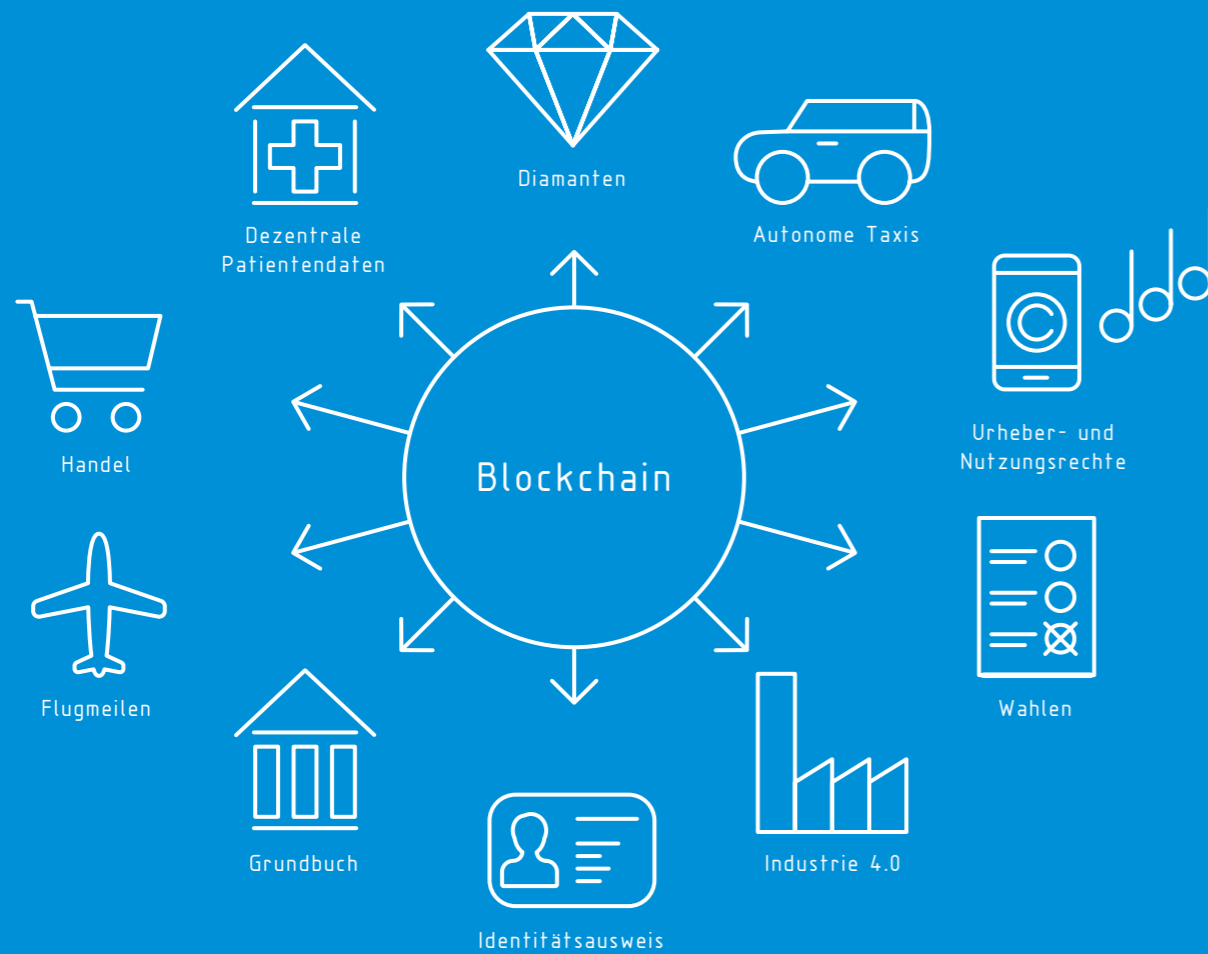 Diamanten
Dezentrale
Patientendaten
Autonome Taxis
Handel
Urheber- und
Nutzungsrechte
Blockchain
Flugmeilen
Wahlen
Grundbuch
Industrie 4.0
Identitätsausweis